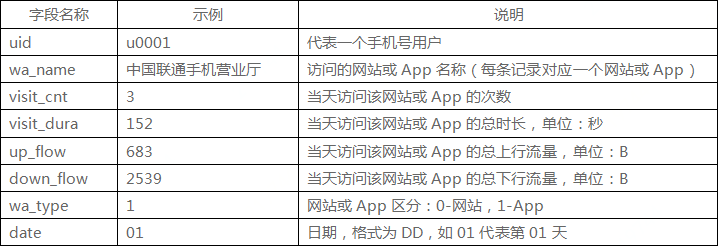 字段名称 示例 说明
uid u0001 代表一个手机号用户
wa_name 中国联通手机营业厅 访问的网站或 App 名称（每条记录对应一个网站或 App）
visit_cnt 3 当天访问该网站或 App 的次数
visit_dura 152 当天访问该网站或 App 的总时长，单位：秒
up_flow 683 当天访问该网站或 App 的总上行流量，单位：B
down_flow 2539 当天访问该网站或 App 的总下行流量，单位：B
wa_type 1 网站或 App 区分：0-网站，1-App
date 01 日期，格式为 DD，如 01 代表第 01 天